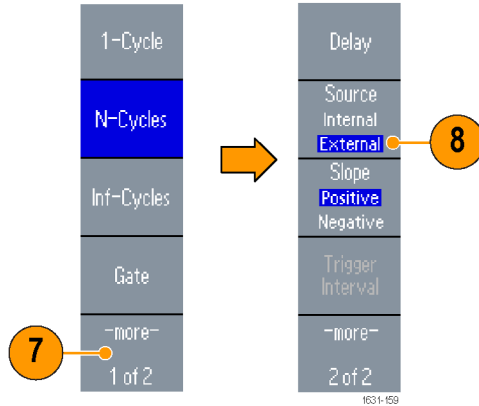 1-Cycle
N-Cycles
Inf-Cycles
Gate
-more-
1 of 2
7
Delay
Source
Internal
External
8
Slope
Positive
Negative
Trigger
Interval
-more-
2 of 2
1631-159